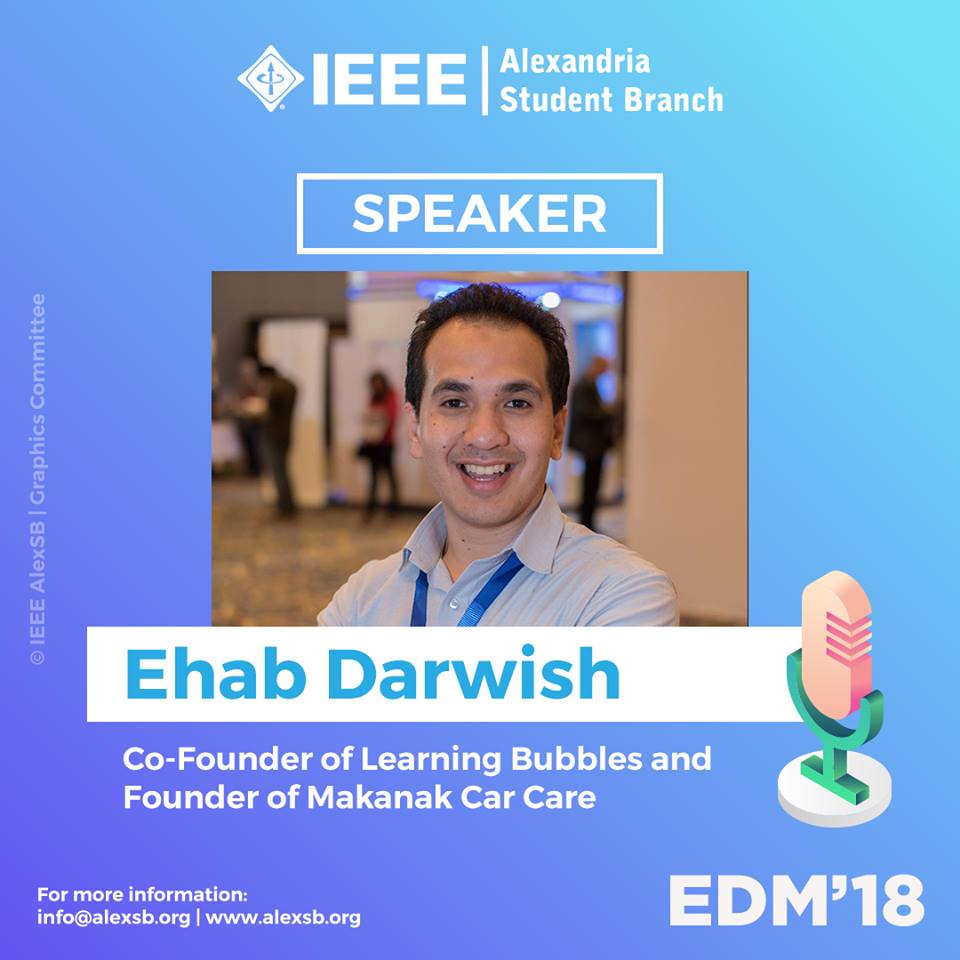 IEEE
Alexandria
Student Branch
SPEAKER
© IEEE AlexSB | Graphics Committee
Ehab Darwish
Co-Founder of Learning Bubbles and
Founder of Makanak Car Care
For more information:
info@alexsb.org | www.alexsb.org
EDM’18